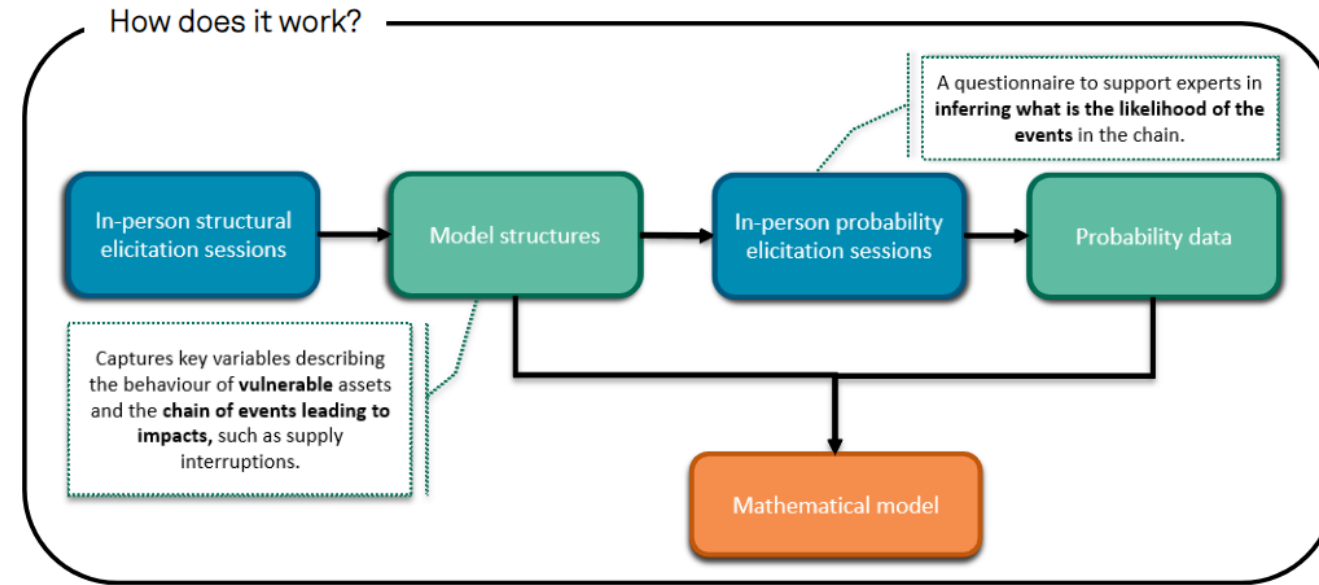 How does it work?
A questionnaire to support experts in
inferring what is the likelihood of the
events in the chain.
In-person structural
elicitation sessions
Model structures
In-person probability
elicitation sessions
Probability data
Captures key variables describing
the behaviour of vulnerable assets
and the chain of events leading to
impacts, such as supply
interruptions.
Mathematical model